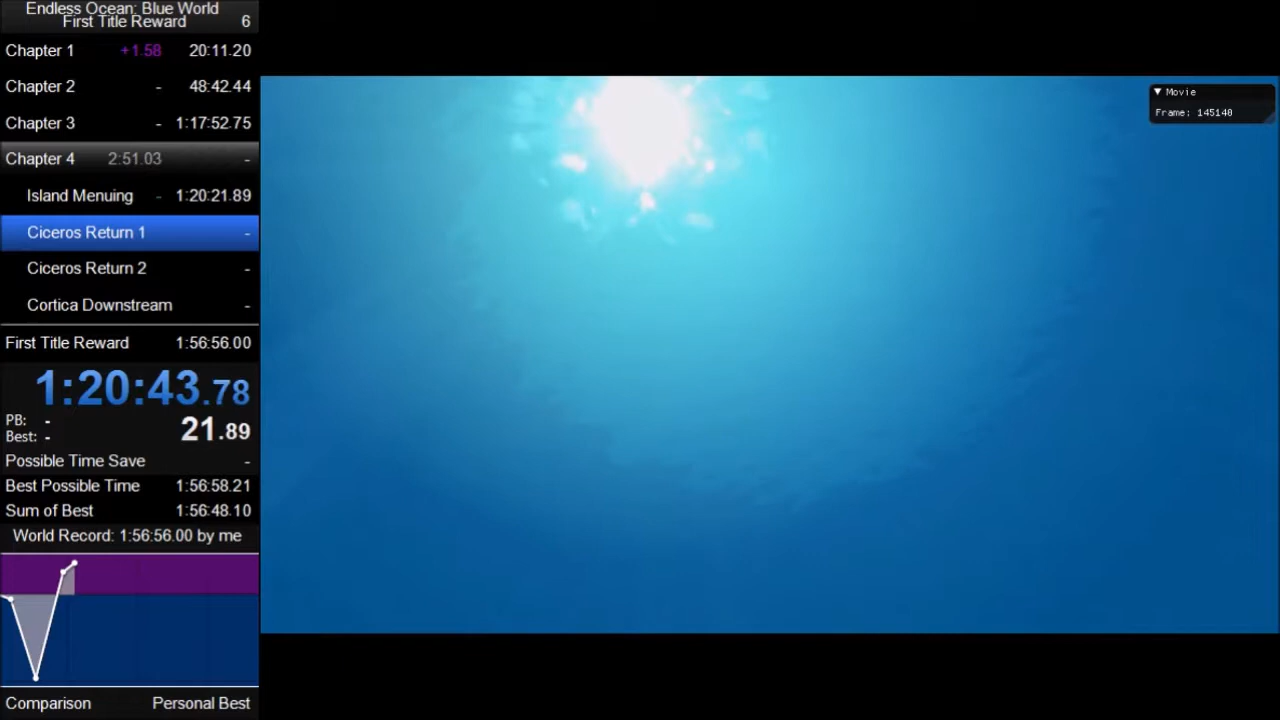 Endless Ocean: Blue World
First Title Reward 6
Chapter 1 +1.58 20:11.20
Chapter 2 - 48:42.44
Chapter 3 - 1:17:52.75
Chapter 4 2:51.03 -
Island Menuing - 1:20:21.89
Ciceros Return 1 -
Ciceros Return 2 -
Cortica Downstream -
First Title Reward 1:56:56.00
1:20:43.78
PB: -
Best: - 21.89
Possible Time Save -
Best Possible Time 1:56:58.21
Sum of Best 1:56:48.10
World Record: 1:56:56.00 by me
Comparison Personal Best
▼ Movie
Frame: 145140